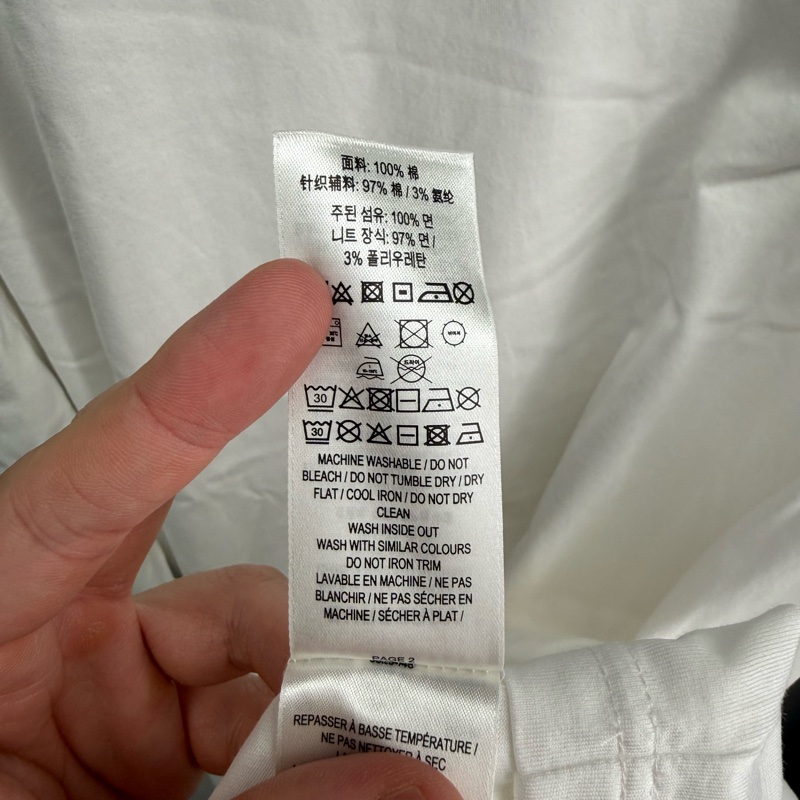 面料: 100% 棉
针织辅料: 97% 棉 / 3% 氨纶
주된 섬유: 100% 면
니트 장식: 97% 면 /
3% 폴리우레탄
30
30
MACHINE WASHABLE / DO NOT
BLEACH / DO NOT TUMBLE DRY / DRY
FLAT / COOL IRON / DO NOT DRY
CLEAN
WASH INSIDE OUT
WASH WITH SIMILAR COLOURS
DO NOT IRON TRIM
LAVABLE EN MACHINE / NE PAS
BLANCHIR / NE PAS SÉCHER EN
MACHINE / SÉCHER À PLAT /
PAGE 2
REPASSER À BASSE TEMPÉRATURE /
NE PAS NETTOYER À SEC